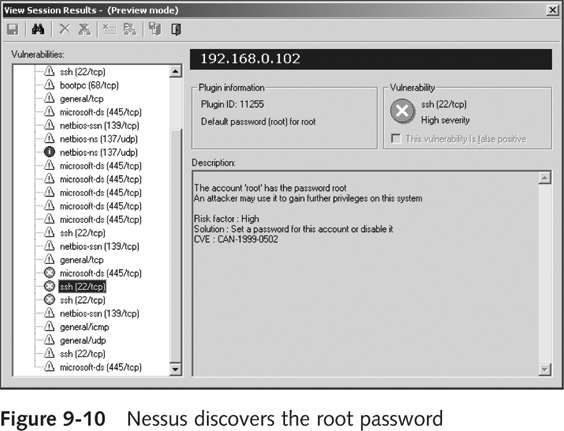 View Session Results - (Preview mode)
192.168.0.102
Vulnerabilities:
ssh (22/tcp)
bootpc (68/tcp)
general/tcp
microsoft-ds (445/tcp)
netbios-ssn (139/tcp)
netbios-ns (137/udp)
netbios-ns (137/udp)
microsoft-ds (445/tcp)
microsoft-ds (445/tcp)
microsoft-ds (445/tcp)
microsoft-ds (445/tcp)
microsoft-ds (445/tcp)
ssh (22/tcp)
netbios-ssn (139/tcp)
general/tcp
microsoft-ds (445/tcp)
ssh (22/tcp)
ssh (22/tcp)
netbios-ssn (139/tcp)
general/icmp
general/udp
ssh (22/tcp)
microsoft-ds (445/tcp)
Plugin information
Plugin ID: 11255
Default password (root) for root
Vulnerability
ssh (22/tcp)
High severity
This vulnerability Is false positive
Description:
The account 'root' has the password root
An attacker may use it to gain further privileges on this system
Risk factor : High
Solution : Set a password for this account or disable it
CVE : CAN-1999-0502
Figure 9-10 Nessus discovers the root password